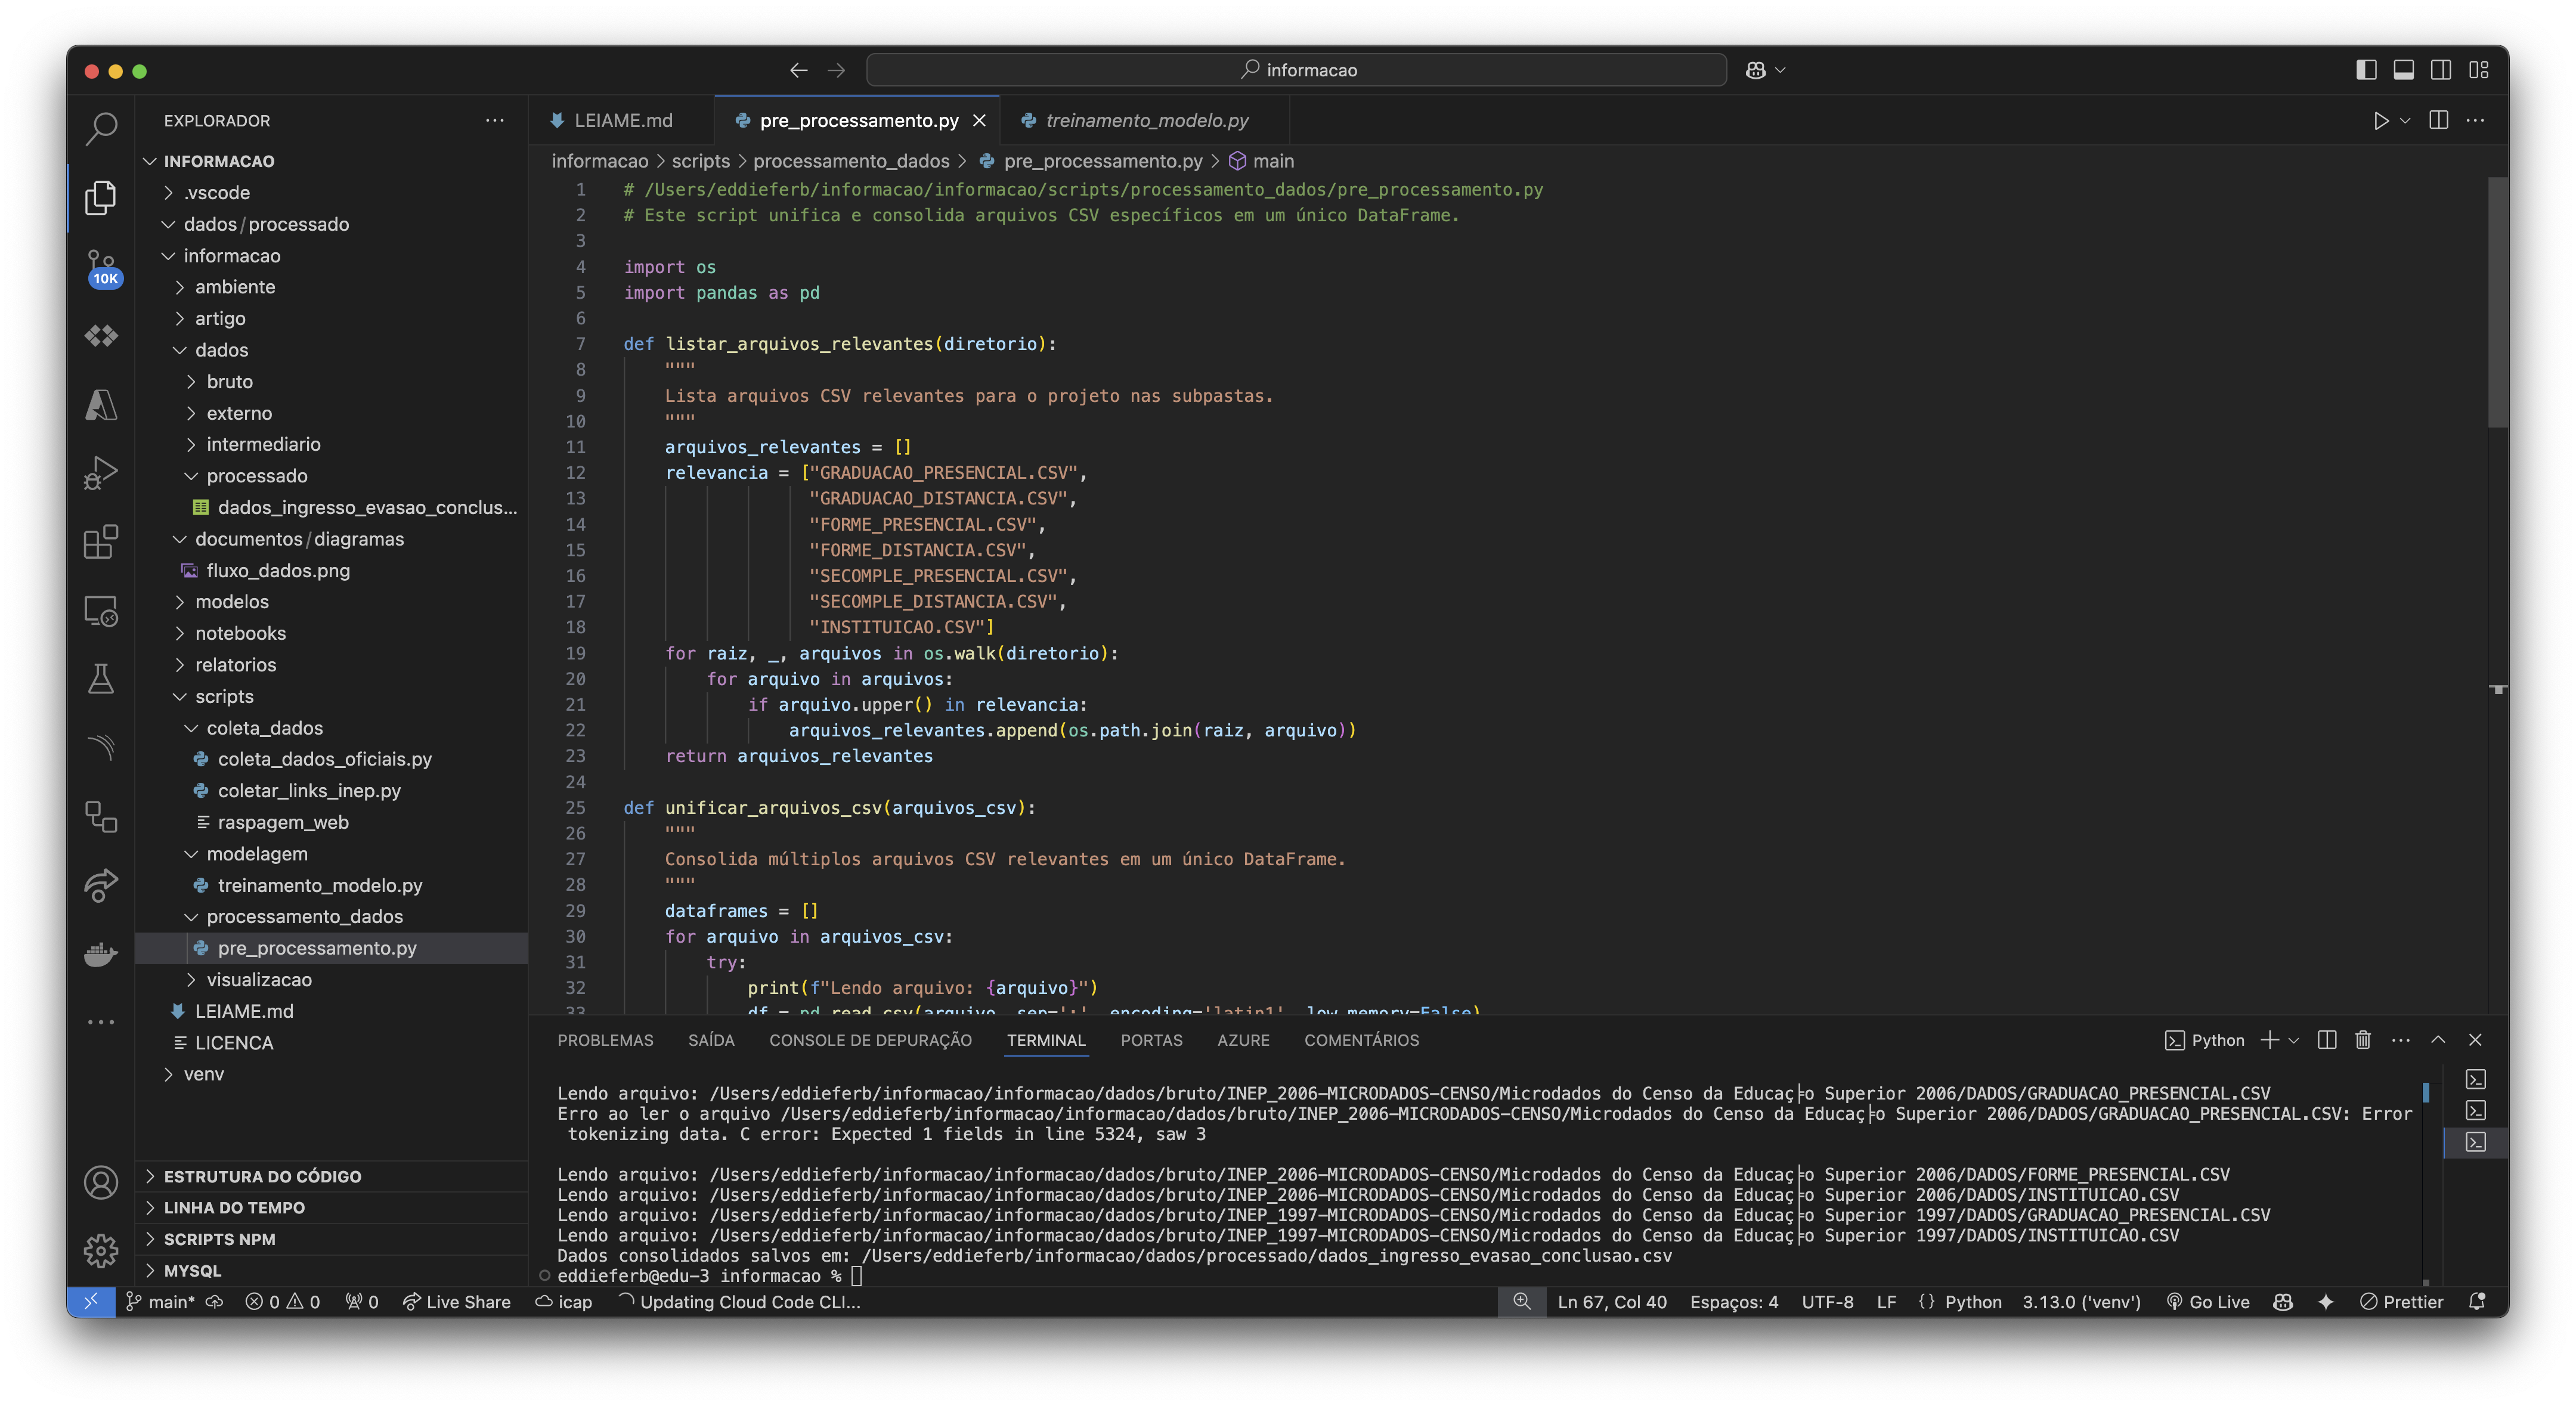 informacao
EXPLORADOR
INFORMACAO
.vscode
dados/processado
informacao
ambiente
artigo
dados
bruto
externo
intermediario
processado
dados_ingresso_evasao_conclus...
documentos/diagramas
fluxo_dados.png
modelos
notebooks
relatorios
scripts
coleta_dados
coleta_dados_oficiais.py
coletar_links_inep.py
raspagem_web
modelagem
treinamento_modelo.py
processamento_dados
pre_processamento.py
visualizacao
LEIAME.md
LICENCA
venv
ESTRUTURA DO CÓDIGO
LINHA DO TEMPO
SCRIPTS NPM
MYSQL
10K
LEIAME.md pre_processamento.py treinamento_modelo.py
informacao > scripts > processamento_dados > pre_processamento.py > main
1 # /Users/eddieferb/informacao/informacao/scripts/processamento_dados/pre_processamento.py
2 # Este script unifica e consolida arquivos CSV específicos em um único DataFrame.
3
4 import os
5 import pandas as pd
6
7 def listar_arquivos_relevantes(diretorio):
8 """
9 Lista arquivos CSV relevantes para o projeto nas subpastas.
10 """
11 arquivos_relevantes = []
12 relevancia = ["GRADUACAO_PRESENCIAL.CSV",
13 "GRADUACAO_DISTANCIA.CSV",
14 "FORME_PRESENCIAL.CSV",
15 "FORME_DISTANCIA.CSV",
16 "SECOMPLE_PRESENCIAL.CSV",
17 "SECOMPLE_DISTANCIA.CSV",
18 "INSTITUICAO.CSV"]
19 for raiz, _, arquivos in os.walk(diretorio):
20 for arquivo in arquivos:
21 if arquivo.upper() in relevancia:
22 arquivos_relevantes.append(os.path.join(raiz, arquivo))
23 return arquivos_relevantes
24
25 def unificar_arquivos_csv(arquivos_csv):
26 """
27 Consolida múltiplos arquivos CSV relevantes em um único DataFrame.
28 """
29 dataframes = []
30 for arquivo in arquivos_csv:
31 try:
32 print(f"Lendo arquivo: {arquivo}")
33 df = pd.read_csv(arquivo, sep=';', encoding='latin1', low_memory=False)
PROBLEMAS SAÍDA CONSOLE DE DEPURAÇÃO TERMINAL PORTAS AZURE COMENTÁRIOS Python
Lendo arquivo: /Users/eddieferb/informacao/informacao/dados/bruto/INEP_2006-MICRODADOS-CENSO/Microdados do Censo da Educaç╞o Superior 2006/DADOS/GRADUACAO_PRESENCIAL.CSV
Erro ao ler o arquivo /Users/eddieferb/informacao/informacao/dados/bruto/INEP_2006-MICRODADOS-CENSO/Microdados do Censo da Educaç╞o Superior 2006/DADOS/GRADUACAO_PRESENCIAL.CSV: Error
tokenizing data. C error: Expected 1 fields in line 5324, saw 3
Lendo arquivo: /Users/eddieferb/informacao/informacao/dados/bruto/INEP_2006-MICRODADOS-CENSO/Microdados do Censo da Educaç╞o Superior 2006/DADOS/FORME_PRESENCIAL.CSV
Lendo arquivo: /Users/eddieferb/informacao/informacao/dados/bruto/INEP_2006-MICRODADOS-CENSO/Microdados do Censo da Educaç╞o Superior 2006/DADOS/INSTITUICAO.CSV
Lendo arquivo: /Users/eddieferb/informacao/informacao/dados/bruto/INEP_1997-MICRODADOS-CENSO/Microdados do Censo da Educaç╞o Superior 1997/DADOS/GRADUACAO_PRESENCIAL.CSV
Lendo arquivo: /Users/eddieferb/informacao/informacao/dados/bruto/INEP_1997-MICRODADOS-CENSO/Microdados do Censo da Educaç╞o Superior 1997/DADOS/INSTITUICAO.CSV
Dados consolidados salvos em: /Users/eddieferb/informacao/dados/processado/dados_ingresso_evasao_conclusao.csv
eddieferb@edu-3 informacao %
main* 0 0 0 Live Share icap Updating Cloud Code CLI... Ln 67, Col 40 Espaços: 4 UTF-8 LF {} Python 3.13.0 ('venv') Go Live Prettier